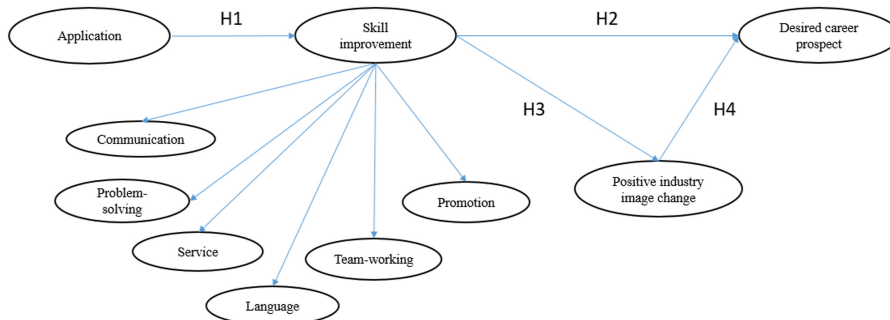 H1
H2
Application
Skill
improvement
Desired career
prospect
H3
H4
Communication
Problem-
solving
Promotion
Positive industry
image change
Service
Team-working
Language